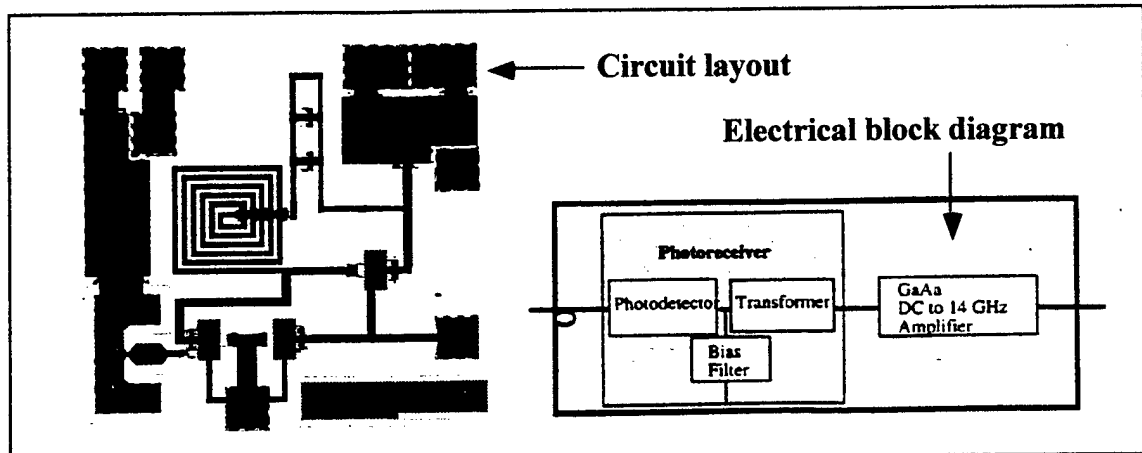 Circuit layout
Electrical block diagram
Photoreceiver
Photodetector
Transformer
Bias
Filter
GaAa
DC to 14 GHz
Amplifier